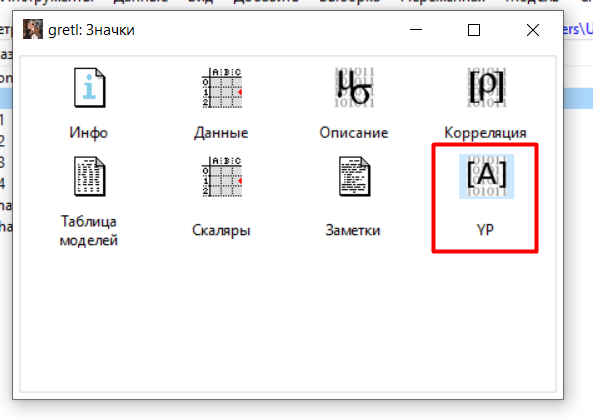 gretl: Значки
Инфо
Данные
Описание
Корреляция
Таблица
моделей
Скаляры
Заметки
YP